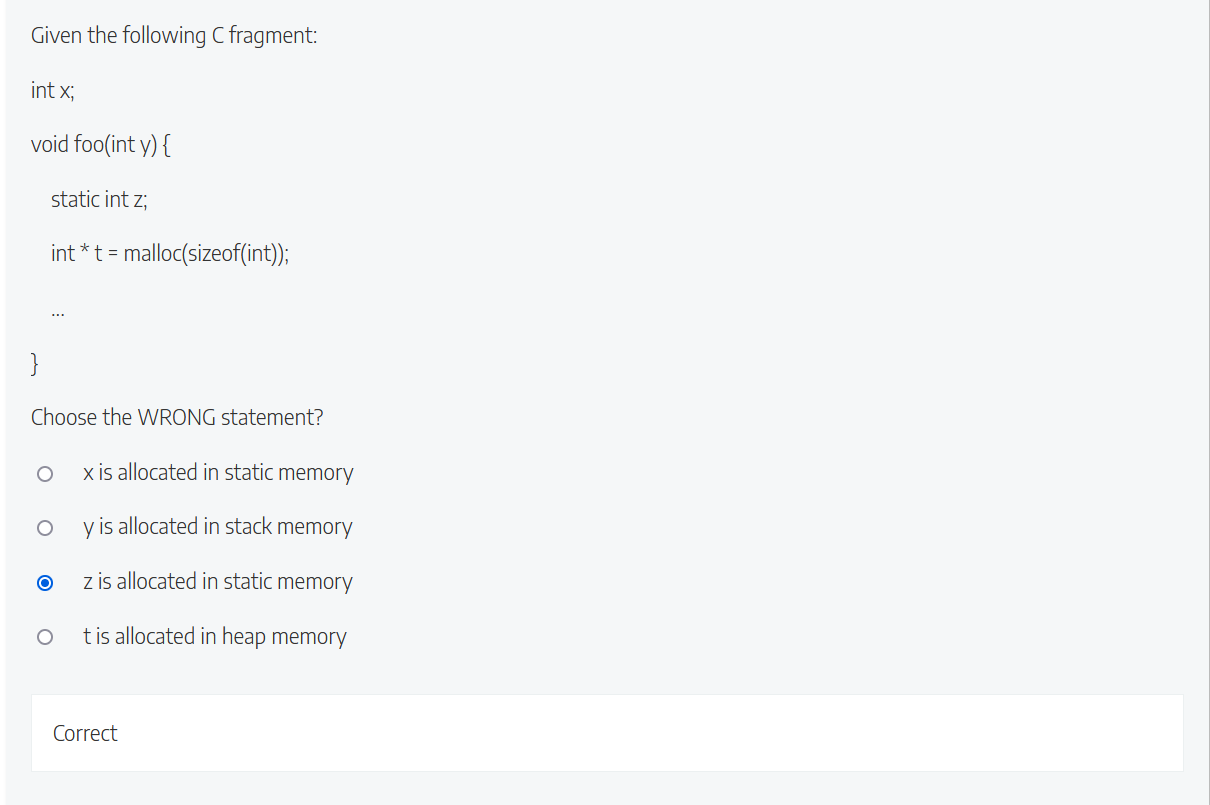 Given the following C fragment:
int x;
void foo(int y) {
static int z;
int * t = malloc(sizeof(int));
...
}
Choose the WRONG statement?
x is allocated in static memory
y is allocated in stack memory
z is allocated in static memory
t is allocated in heap memory
Correct